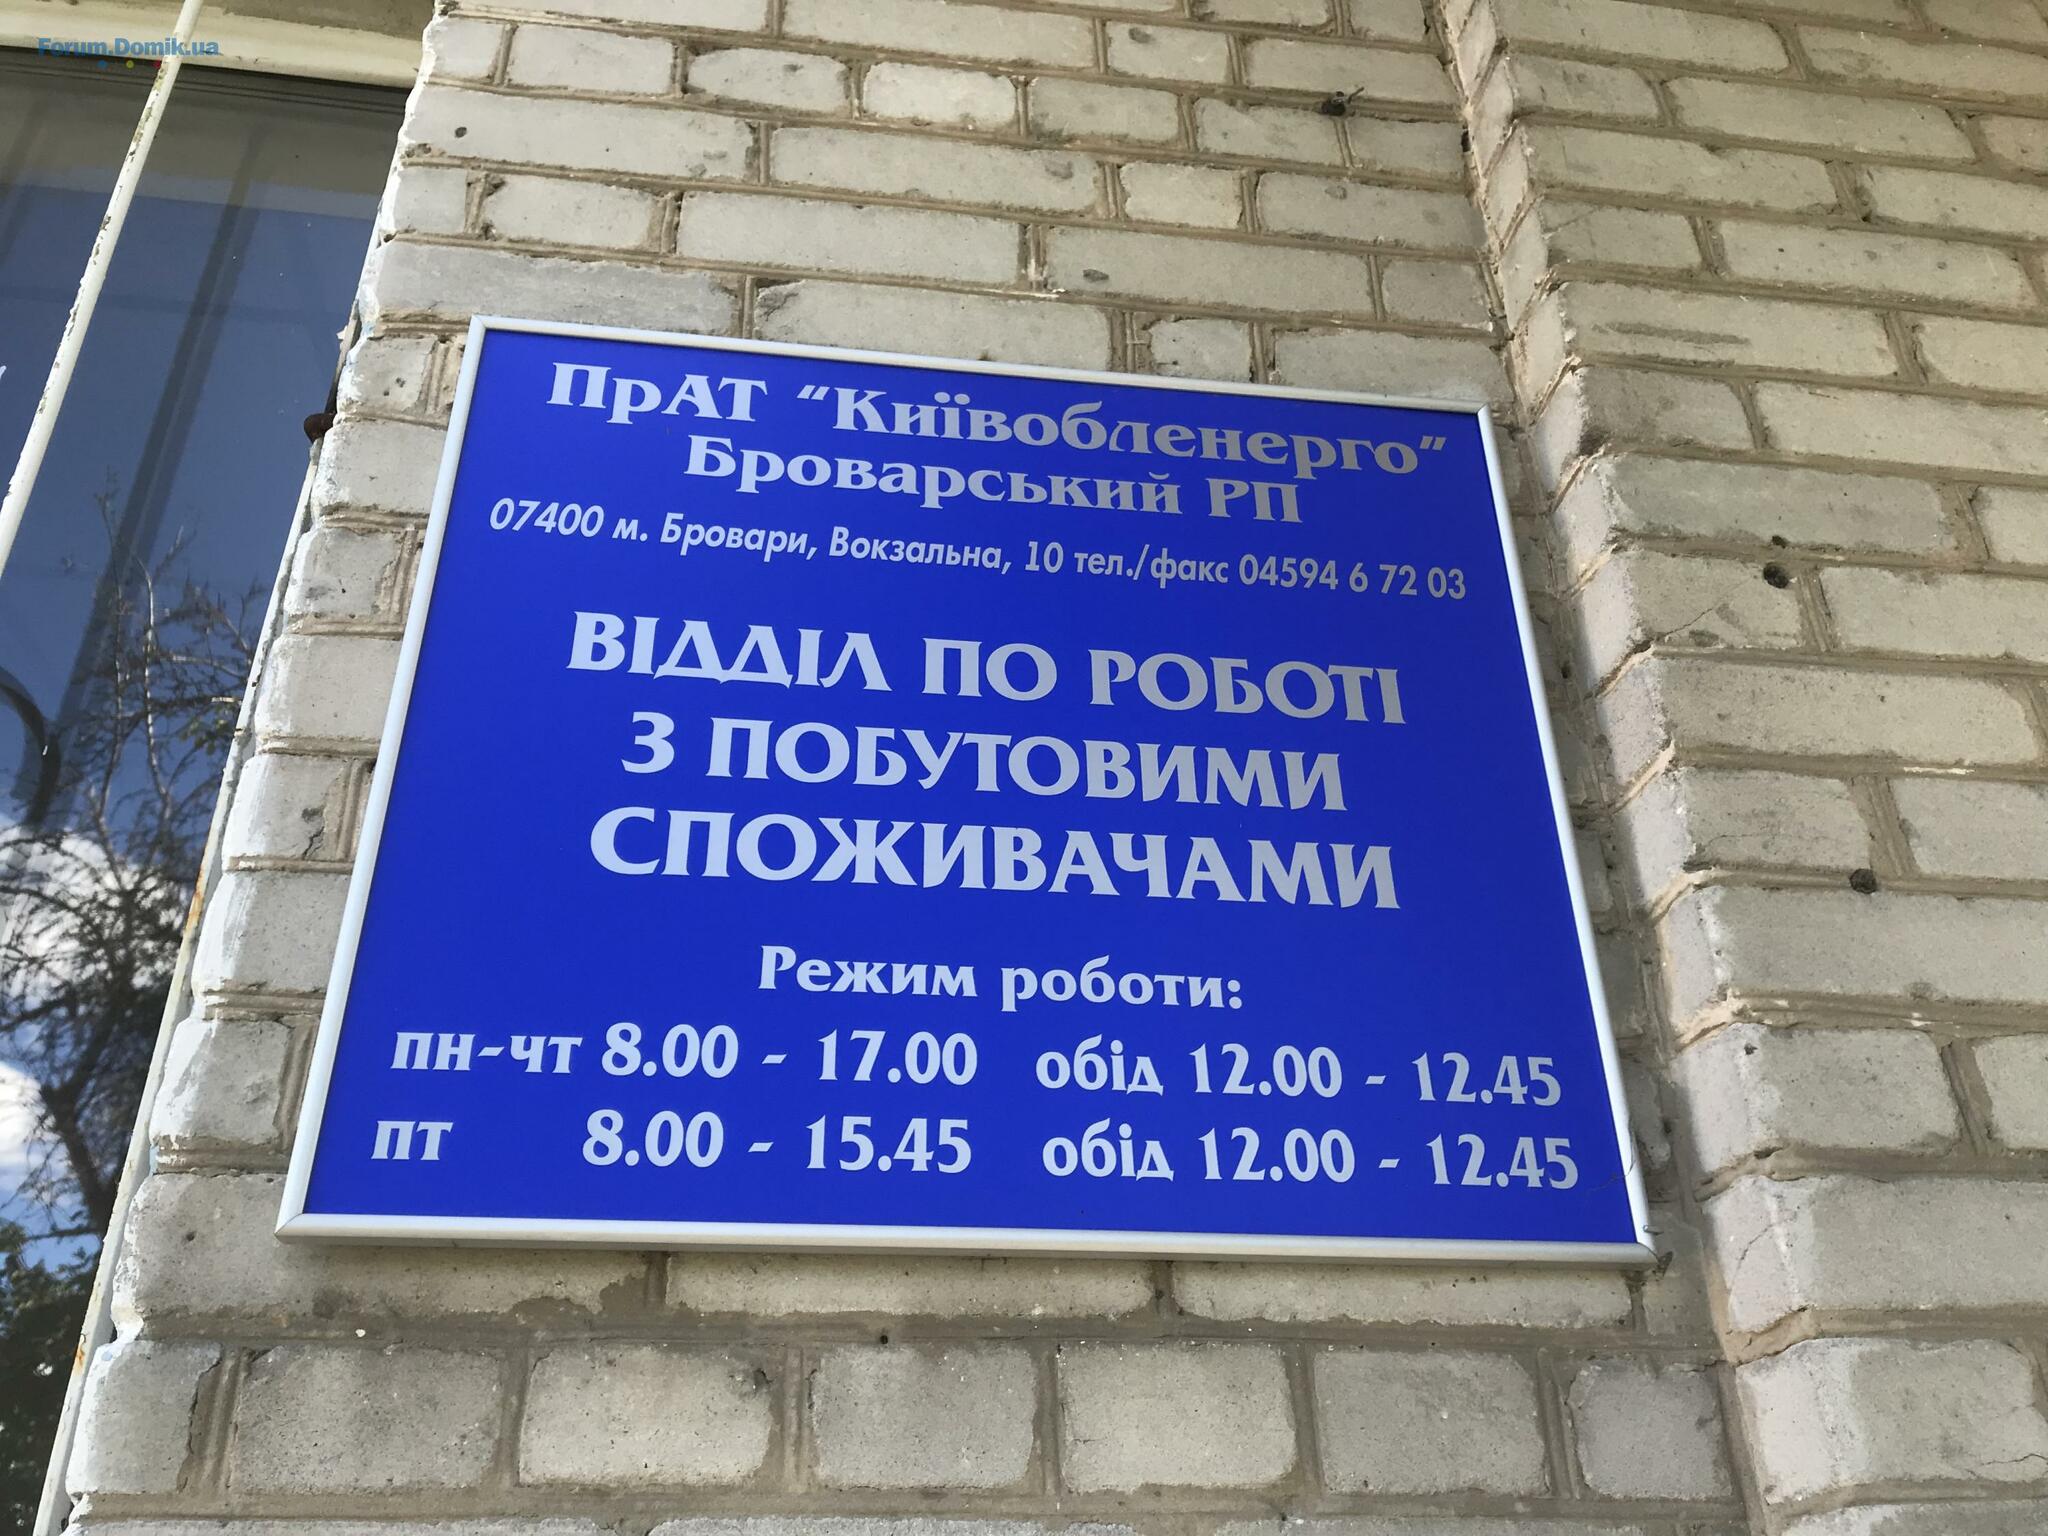 Forum.Domik.ua
ПрАТ “Київобленерго”
Броварський РП
07400 м. Бровари, Вокзальна, 10 тел./факс 04594 6 72 03
ВІДДІЛ ПО РОБОТІ
З ПОБУТОВИМИ
СПОЖИВАЧАМИ
Режим роботи:
пн-чт 8.00 - 17.00 обід 12.00 - 12.45
пт 8.00 - 15.45 обід 12.00 - 12.45